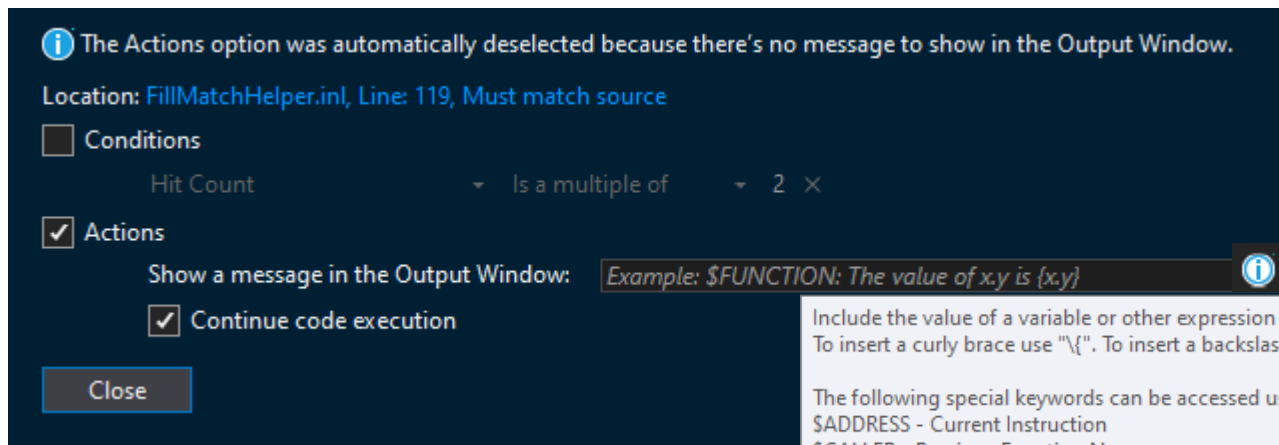 The Actions option was automatically deselected because there's no message to show in the Output Window.
Location: FillMatchHelper.inl, Line: 119, Must match source
Conditions
Hit Count Is a multiple of 2
Actions
Show a message in the Output Window: Example: $FUNCTION: The value of x.y is {x.y}
Continue code execution
Include the value of a variable or other expression
To insert a curly brace use "\{". To insert a
Close
The following special keywords can be accessed
$ADDRESS - Current Instruction